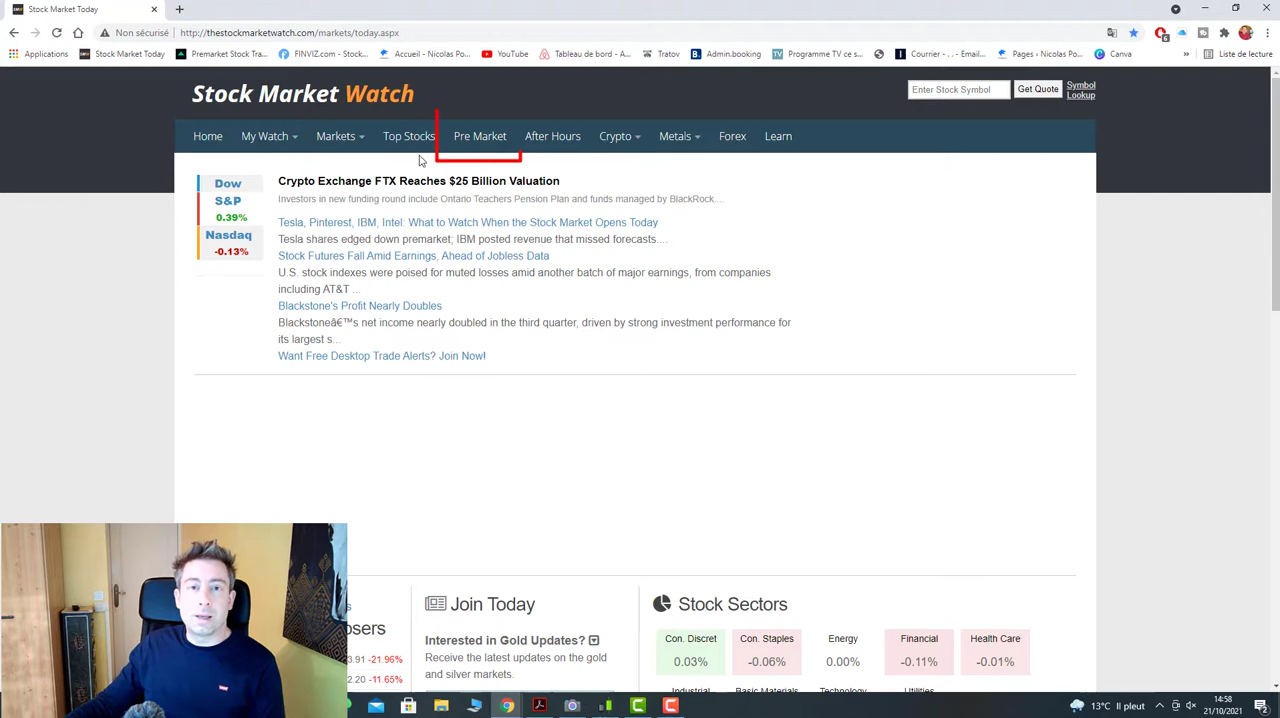 Stock Market Today
Non sécurisé
http://thestockmarketwatch.com/markets/today.aspx
Applications
Stock Market Today
Premarket Stock Tra...
FINVIZ.com - Stock...
Accueil - Nicolas Po...
YouTube
Tableau de bord - A...
Tratov
Admin.booking
Programme TV ce s...
Courrier - . . - Email...
Pages ‹ Nicolas Po...
Canva
»
Liste de lecture
Stock Market Watch
Enter Stock Symbol
Get Quote
Symbol
Lookup
Home
My Watch
Markets
Top Stocks
Pre Market
After Hours
Crypto
Metals
Forex
Learn
Dow
S&P
0.39%
Nasdaq
-0.13%
Crypto Exchange FTX Reaches $25 Billion Valuation
Investors in new funding round include Ontario Teachers Pension Plan and funds managed by BlackRock....
Tesla, Pinterest, IBM, Intel: What to Watch When the Stock Market Opens Today
Tesla shares edged down premarket; IBM posted revenue that missed forecasts....
Stock Futures Fall Amid Earnings, Ahead of Jobless Data
U.S. stock indexes were poised for muted losses amid another batch of major earnings, from companies
including AT&T ...
Blackstone's Profit Nearly Doubles
Blackstoneâ€™s net income nearly doubled in the third quarter, driven by strong investment performance for
its largest s...
Want Free Desktop Trade Alerts? Join Now!
osers
3.91 -21.96%
2.20 -11.65%
Join Today
Interested in Gold Updates?
Receive the latest updates on the gold
and silver markets.
Stock Sectors
Con. Discret
0.03%
Con. Staples
-0.06%
Energy
0.00%
Financial
-0.11%
Health Care
-0.01%
Industrial
Basic Materials
Technology
Utilities
13°C Il pleut
14:58
21/10/2021